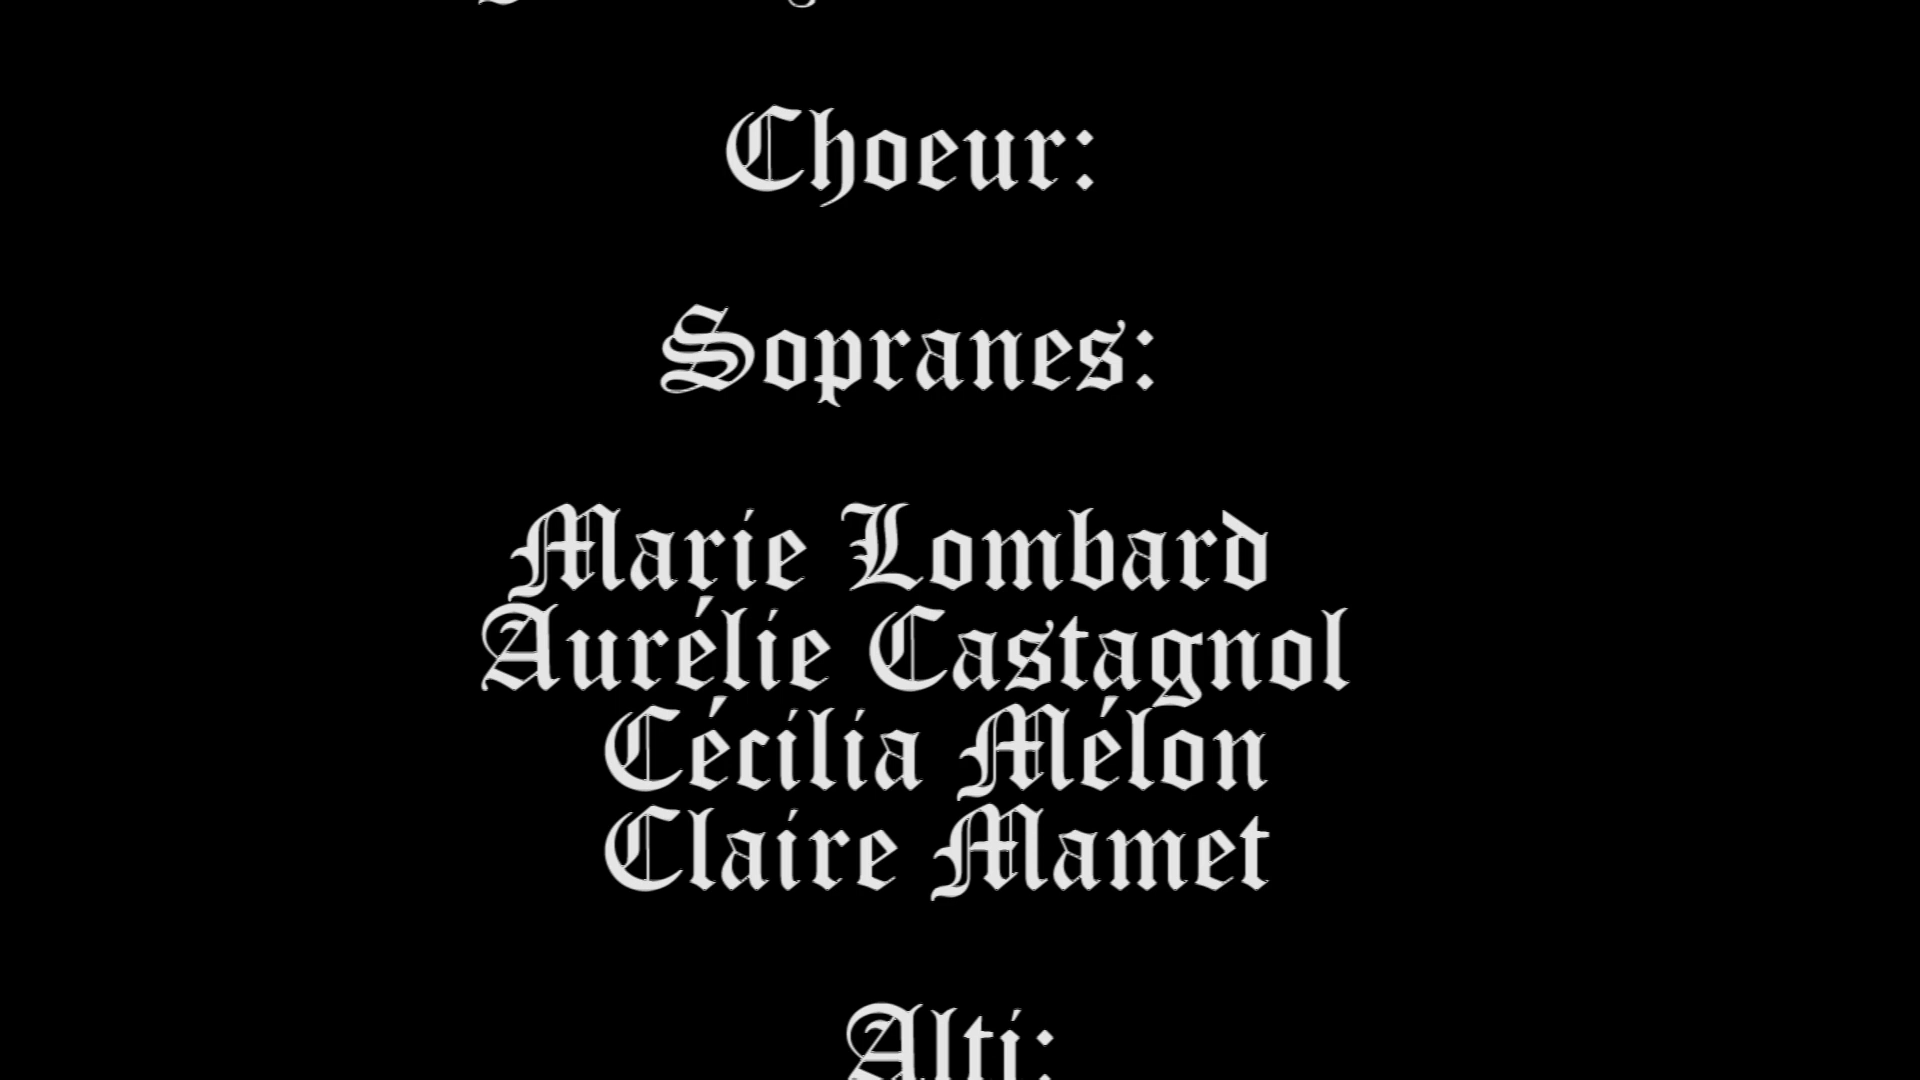 Choeur:
Sopranes:
Marie Lombard
Aurélie Castagnol
Cécilia Mélon
Claire Mamet
Alti: